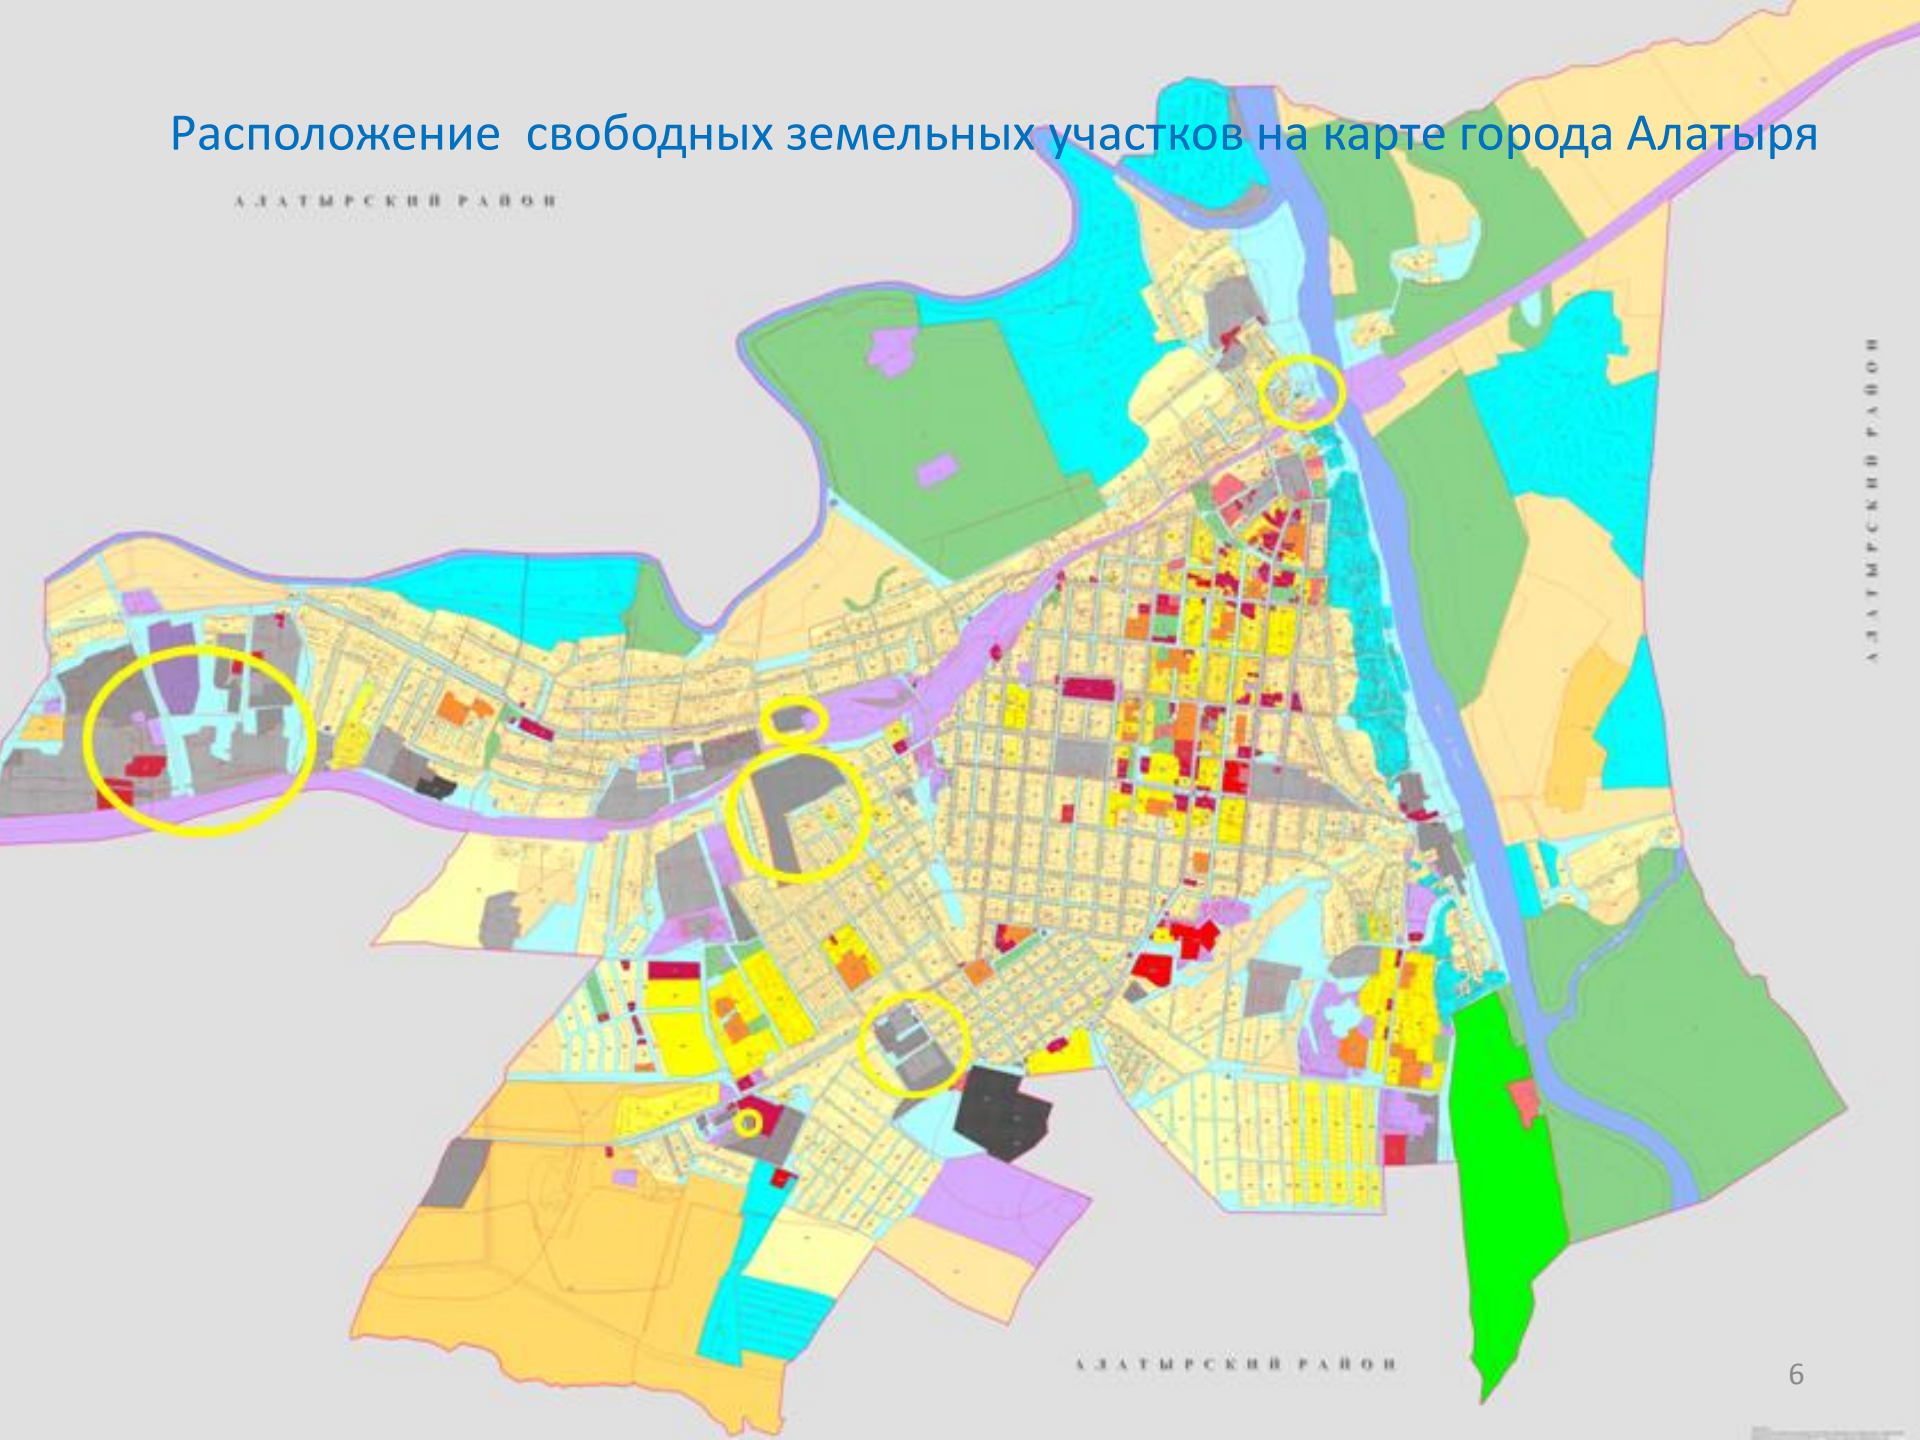 Расположение свободных земельных участков на карте города Алатыря
АЛАТЫРСКИЙ РАЙОН
АЛАТЫРСКИЙ РАЙОН
АЛАТЫРСКИЙ РАЙОН
6